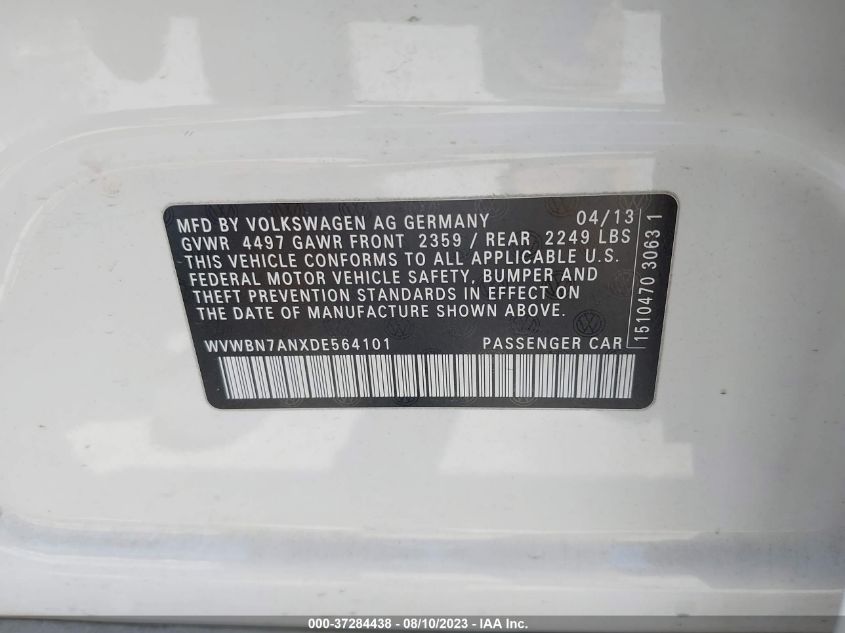 MFD BY VOLKSWAGEN AG GERMANY 04/13
GVWR 4497 GAWR FRONT 2359 / REAR 2249 LBS
THIS VEHICLE CONFORMS TO ALL APPLICABLE U.S.
FEDERAL MOTOR VEHICLE SAFETY, BUMPER AND
THEFT PREVENTION STANDARDS IN EFFECT ON
THE DATE OF MANUFACTURE SHOWN ABOVE.
WVWBN7ANXDE564101 PASSENGER CAR
1510470 3063 1
000-37284438 - 08/10/2023 - IAA Inc.